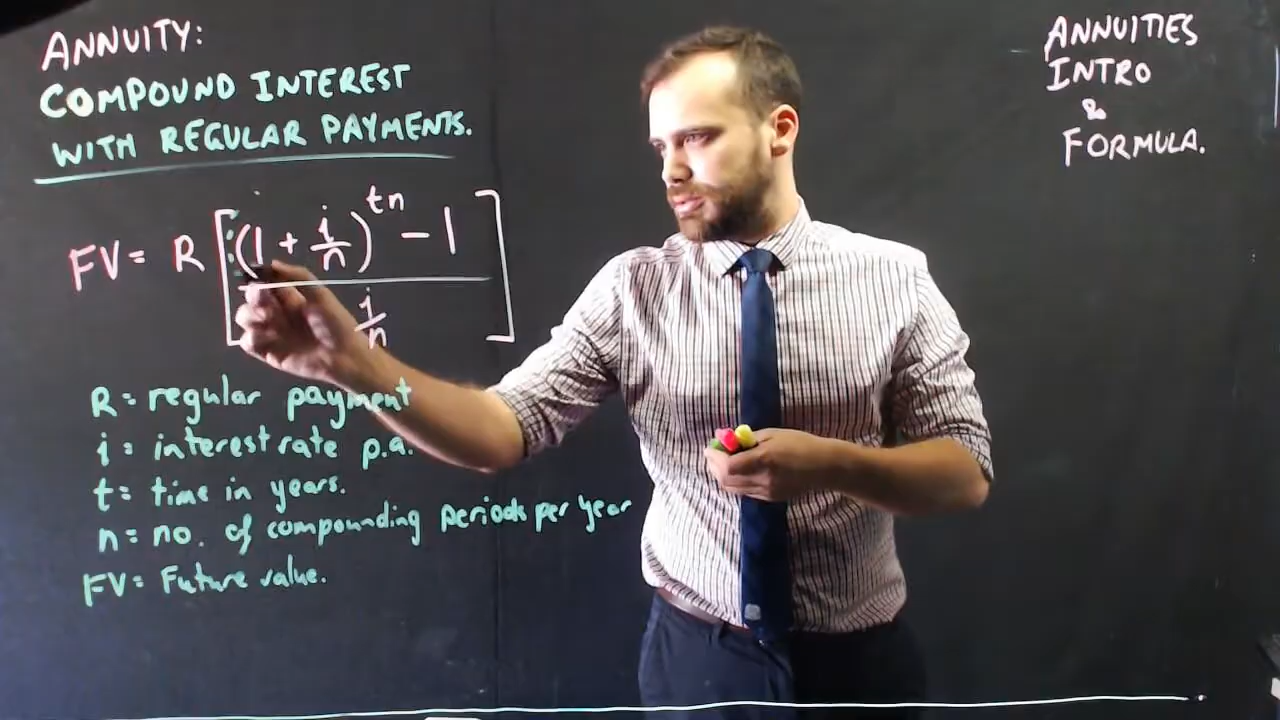 ANNUITY:
COMPOUND INTEREST
WITH REGULAR PAYMENTS.
FV = R [ ( (1 + i/n)^tn - 1 ) / (i/n) ]
R = regular payment
i = interest rate p.a.
t = time in years.
n = no. of compounding periods per year
FV = Future value.
ANNUITIES
INTRO
&
FORMULA.